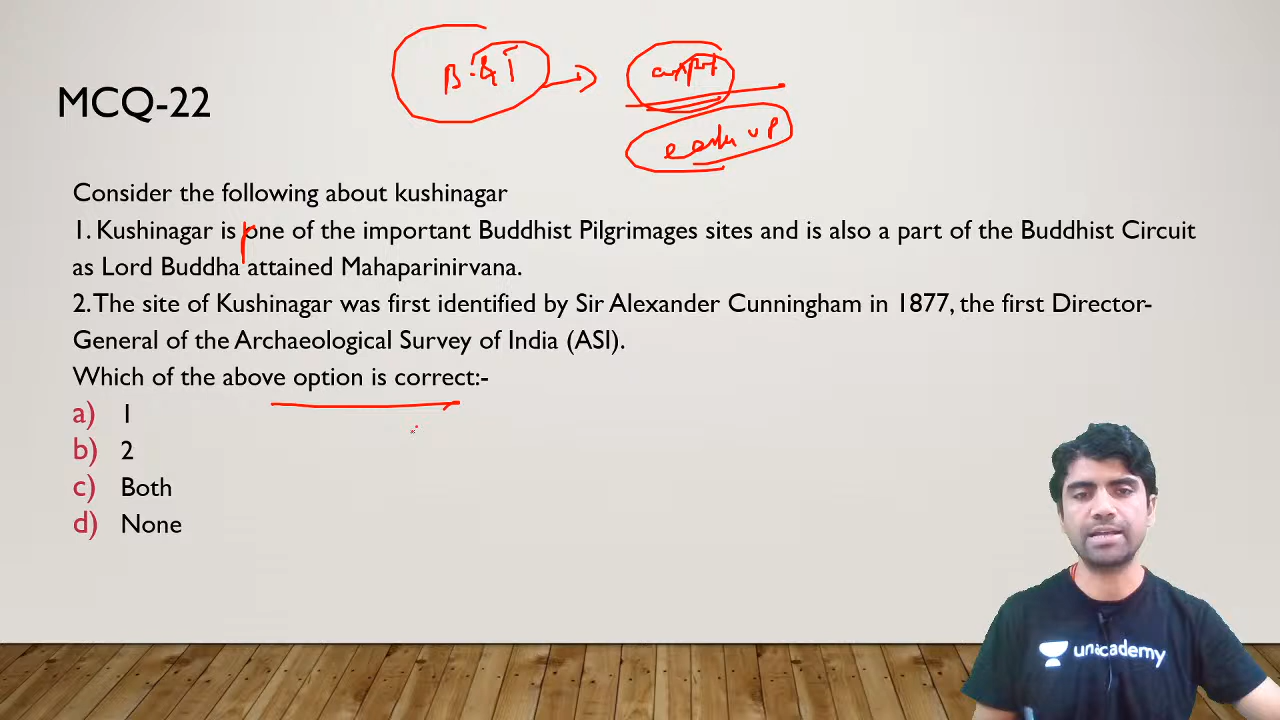 B. & T
airport
MCQ-22
Consider the following about kushinagar
1. Kushinagar is one of the important Buddhist Pilgrimages sites and is also a part of the Buddhist Circuit
as Lord Buddha attained Mahaparinirvana.
2. The site of Kushinagar was first identified by Sir Alexander Cunningham in 1877, the first Director-
General of the Archaeological Survey of India (ASI).
Which of the above option is correct:-
a) 1
b) 2
c) Both
d) None
unacademy